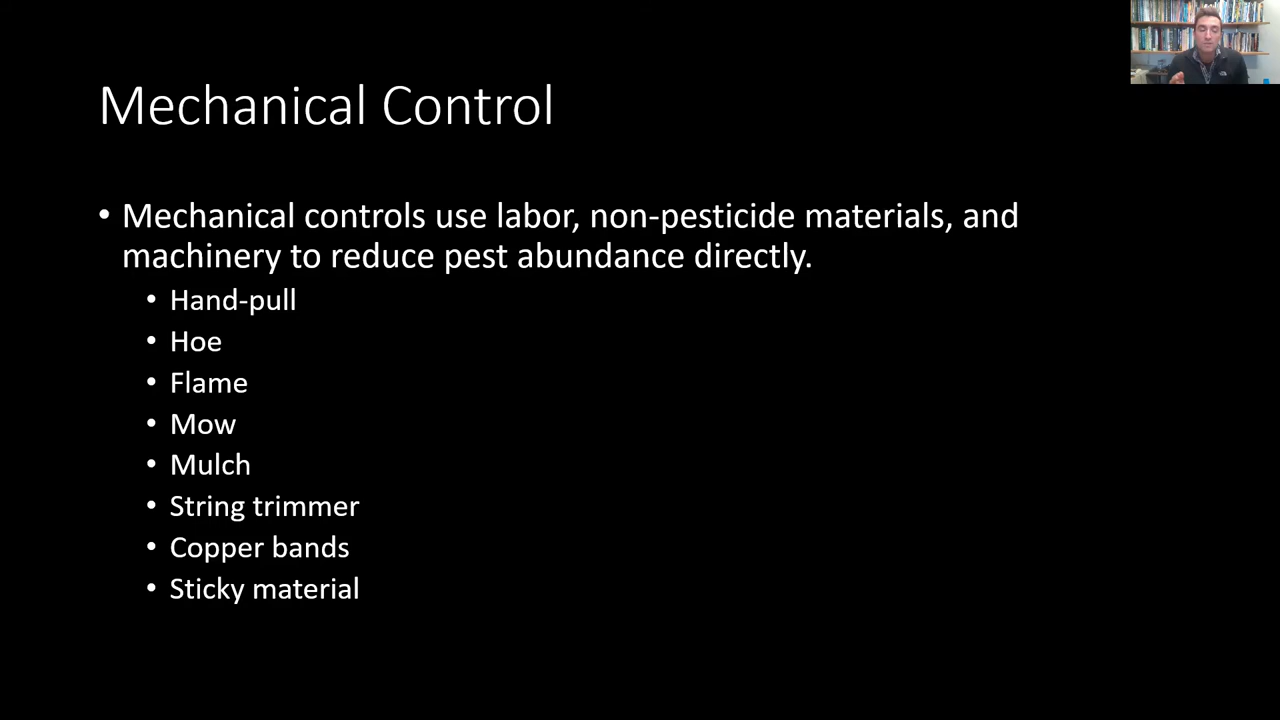 Mechanical Control
• Mechanical controls use labor, non-pesticide materials, and
machinery to reduce pest abundance directly.
• Hand-pull
• Hoe
• Flame
• Mow
• Mulch
• String trimmer
• Copper bands
• Sticky material